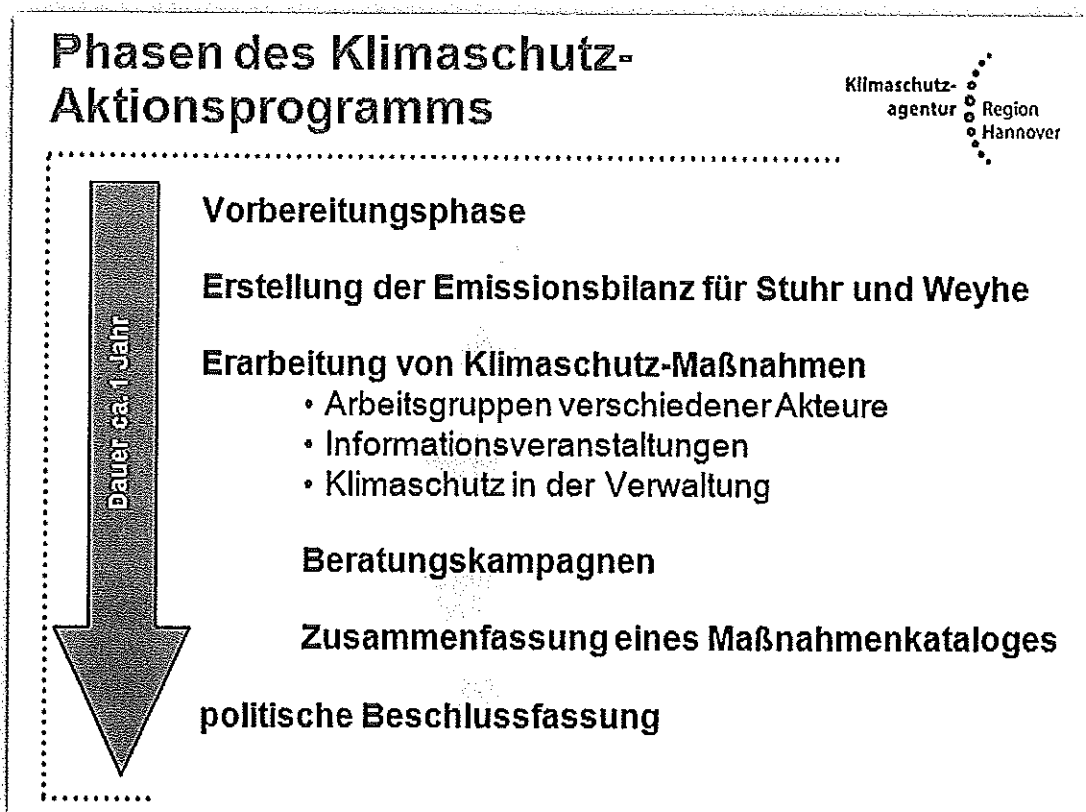 Phasen des Klimaschutz-
Aktionsprogramms
Klimaschutz-
agentur
Region
Hannover
Dauer ca. 1 Jahr
Vorbereitungsphase
Erstellung der Emissionsbilanz für Stuhr und Weyhe
Erarbeitung von Klimaschutz-Maßnahmen
• Arbeitsgruppen verschiedener Akteure
• Informationsveranstaltungen
• Klimaschutz in der Verwaltung
Beratungskampagnen
Zusammenfassung eines Maßnahmenkataloges
politische Beschlussfassung